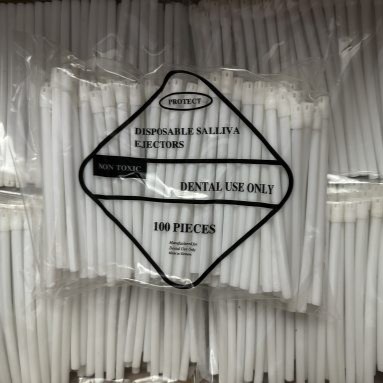 PROTECT
DISPOSABLE SALLIVA
EJECTORS
NON TOXIC
DENTAL USE ONLY
100 PIECES